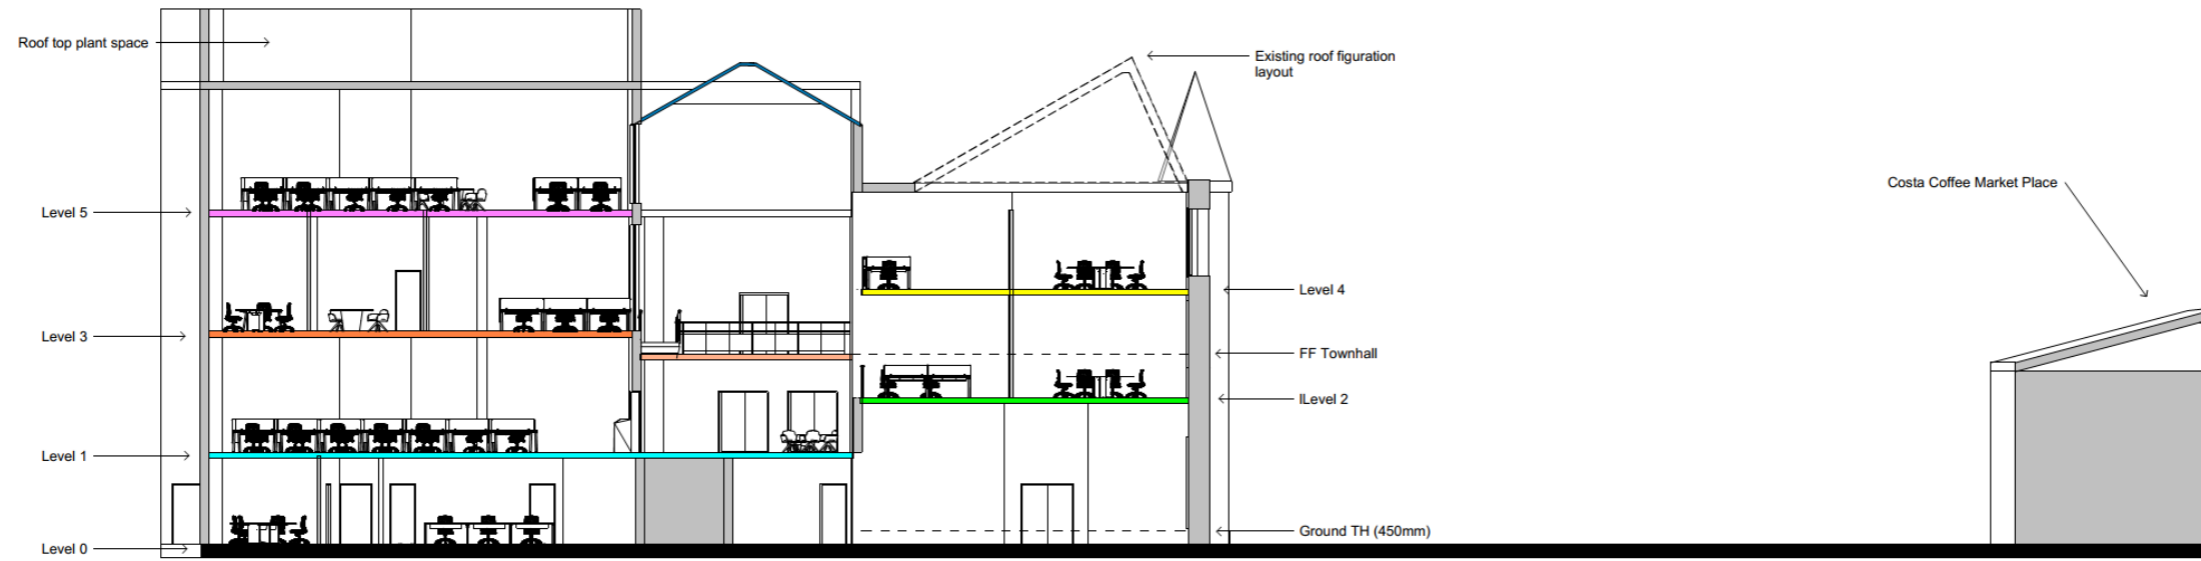 Roof top plant space
Existing roof figuration
layout
Costa Coffee Market Place
Level 5
Level 4
Level 3
FF Townhall
lLevel 2
Level 1
Ground TH (450mm)
Level 0